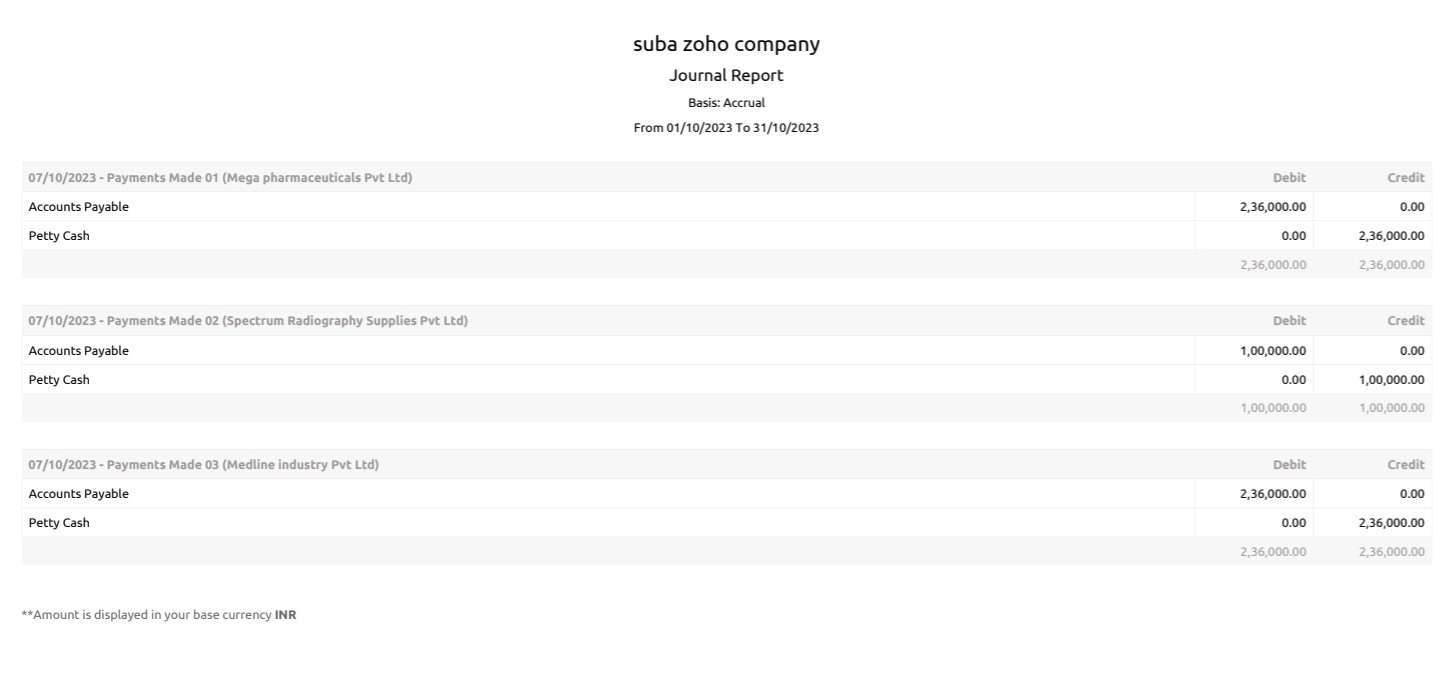 suba zoho company
Journal Report
Basis: Accrual
From 01/10/2023 To 31/10/2023
07/10/2023 - Payments Made 01 (Mega pharmaceuticals Pvt Ltd) Debit Credit
Accounts Payable 2,36,000.00 0.00
Petty Cash 0.00 2,36,000.00
2,36,000.00 2,36,000.00
07/10/2023 - Payments Made 02 (Spectrum Radiography Supplies Pvt Ltd) Debit Credit
Accounts Payable 1,00,000.00 0.00
Petty Cash 0.00 1,00,000.00
1,00,000.00 1,00,000.00
07/10/2023 - Payments Made 03 (Medline industry Pvt Ltd) Debit Credit
Accounts Payable 2,36,000.00 0.00
Petty Cash 0.00 2,36,000.00
2,36,000.00 2,36,000.00
**Amount is displayed in your base currency INR